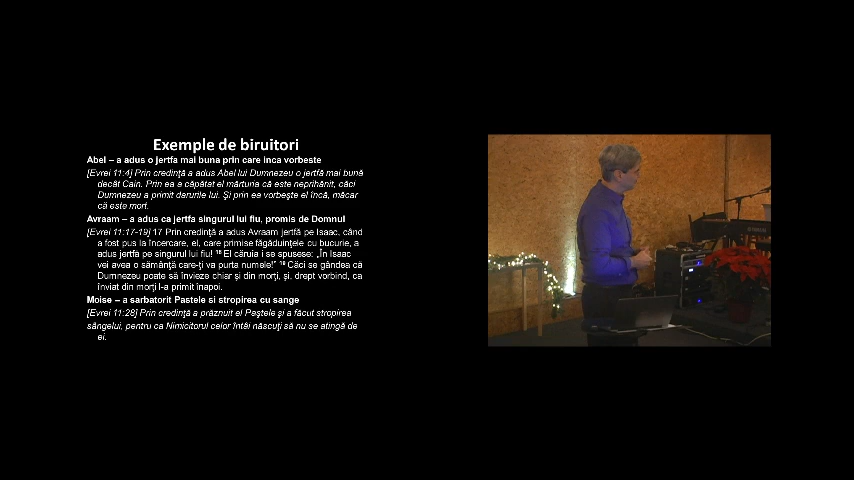 Exemple de biruitori
Abel – a adus o jertfa mai buna prin care inca vorbeste
[Evrei 11:4] Prin credinţă a adus Abel lui Dumnezeu o jertfă mai bună
decât Cain. Prin ea a căpătat el mărturia că este neprihănit, căci
Dumnezeu a primit darurile lui. Şi prin ea vorbeşte el încă, măcar
că este mort.
Avraam – a adus ca jertfa singurul lui fiu, promis de Domnul
[Evrei 11:17-19] 17 Prin credinţă a adus Avraam jertfă pe Isaac, când
a fost pus la încercare, el, care primise făgăduinţele cu bucurie, a
adus jertfă pe singurul lui fiu! 18 El căruia i se spusese: „În Isaac
vei avea o sămânţă care-ţi va purta numele!” 19 Căci se gândea că
Dumnezeu poate să învieze chiar şi din morţi, şi, drept vorbind, ca
înviat din morţi l-a primit înapoi.
Moise – a sarbatorit Pastele si stropirea cu sange
[Evrei 11:28] Prin credinţă a prăznuit el Paştele şi a făcut stropirea
sângelui, pentru ca Nimicitorul celor întâi născuţi să nu se atingă de
ei.